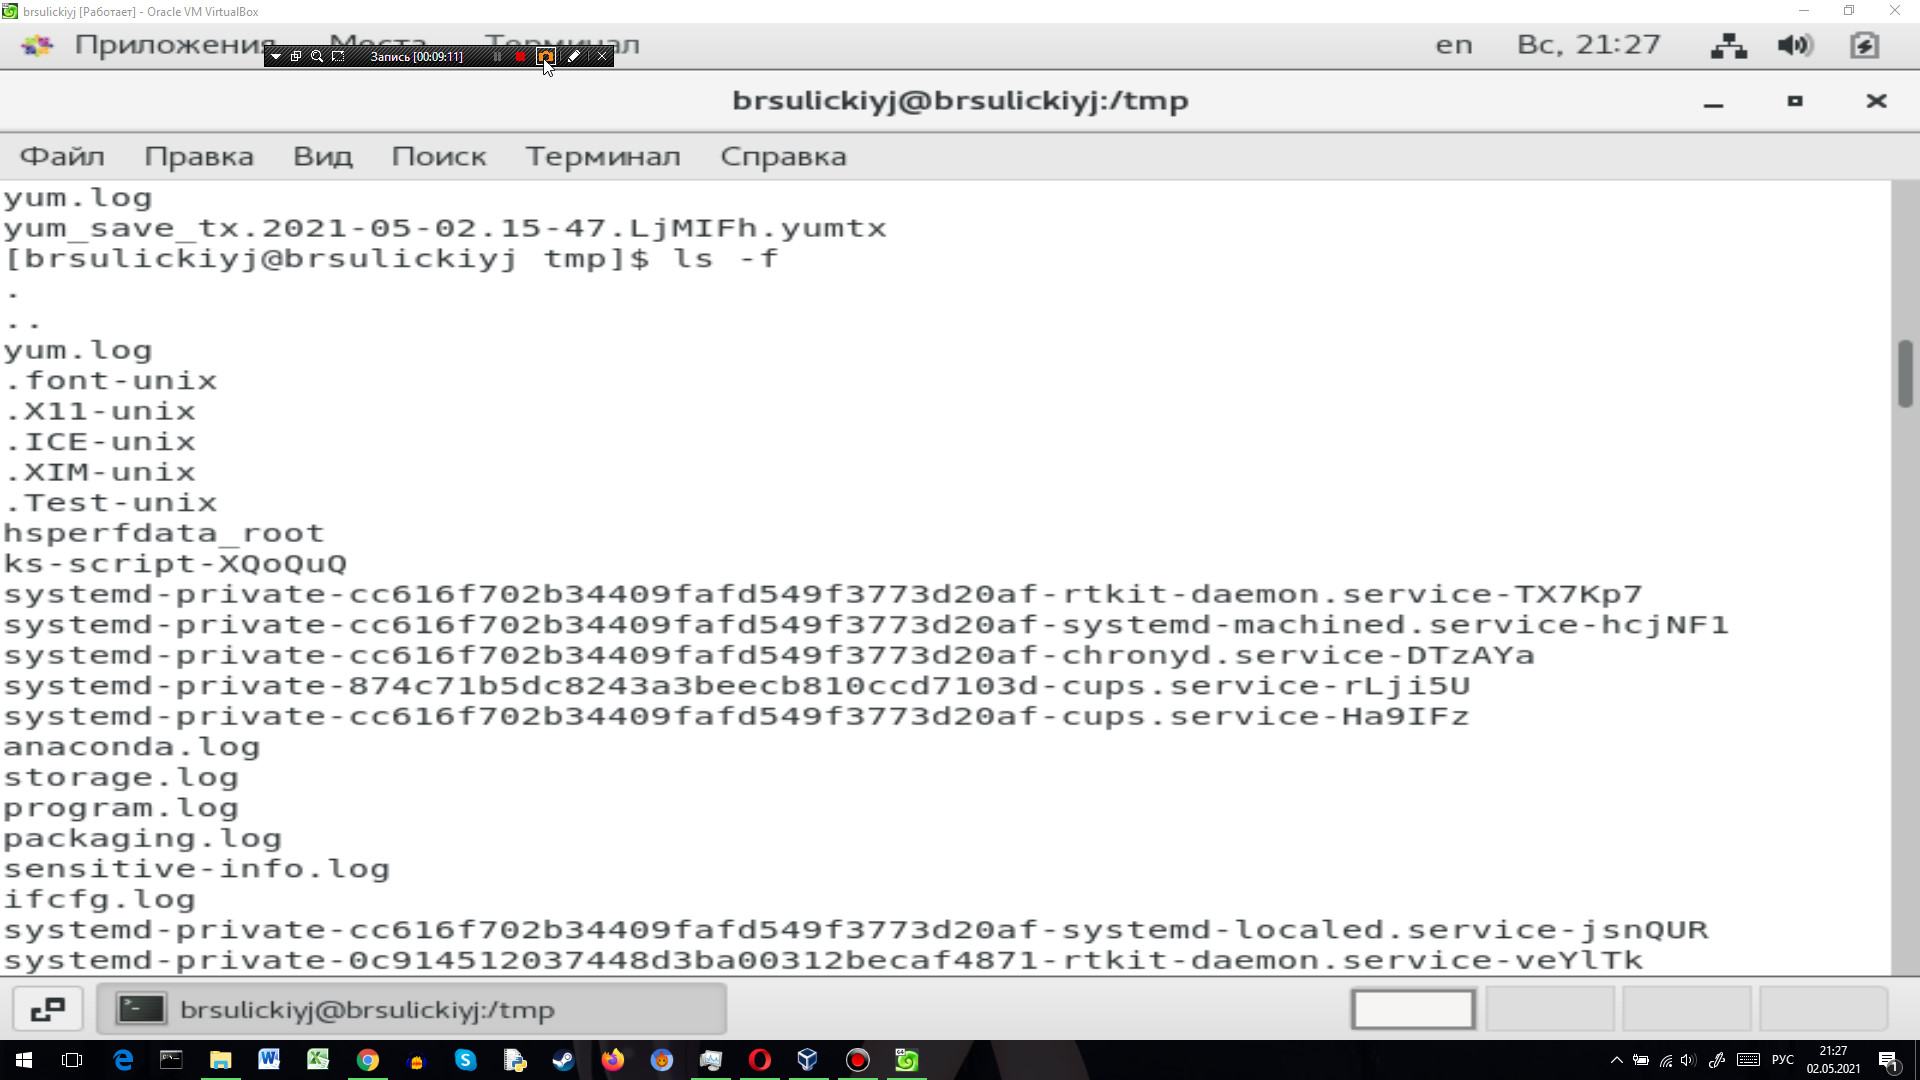 brsulickiyj [Работает] - Oracle VM VirtualBox
Приложения Места Терминал en Вс, 21:27
Запись [00:09:11]
brsulickiyj@brsulickiyj:/tmp
Файл Правка Вид Поиск Терминал Справка
yum.log
yum_save_tx.2021-05-02.15-47.LjMIFh.yumtx
[brsulickiyj@brsulickiyj tmp]$ ls -f
.
..
yum.log
.font-unix
.X11-unix
.ICE-unix
.XIM-unix
.Test-unix
hsperfdata_root
ks-script-XQoQuQ
systemd-private-cc616f702b34409fafd549f3773d20af-rtkit-daemon.service-TX7Kp7
systemd-private-cc616f702b34409fafd549f3773d20af-systemd-machined.service-hcjNF1
systemd-private-cc616f702b34409fafd549f3773d20af-chronyd.service-DTzAYa
systemd-private-874c71b5dc8243a3beecb810ccd7103d-cups.service-rLji5U
systemd-private-cc616f702b34409fafd549f3773d20af-cups.service-Ha9IFz
anaconda.log
storage.log
program.log
packaging.log
sensitive-info.log
ifcfg.log
systemd-private-cc616f702b34409fafd549f3773d20af-systemd-localed.service-jsnQUR
systemd-private-0c914512037448d3ba00312becaf4871-rtkit-daemon.service-veYlTk
brsulickiyj@brsulickiyj:/tmp
РУС
21:27
02.05.2021
1